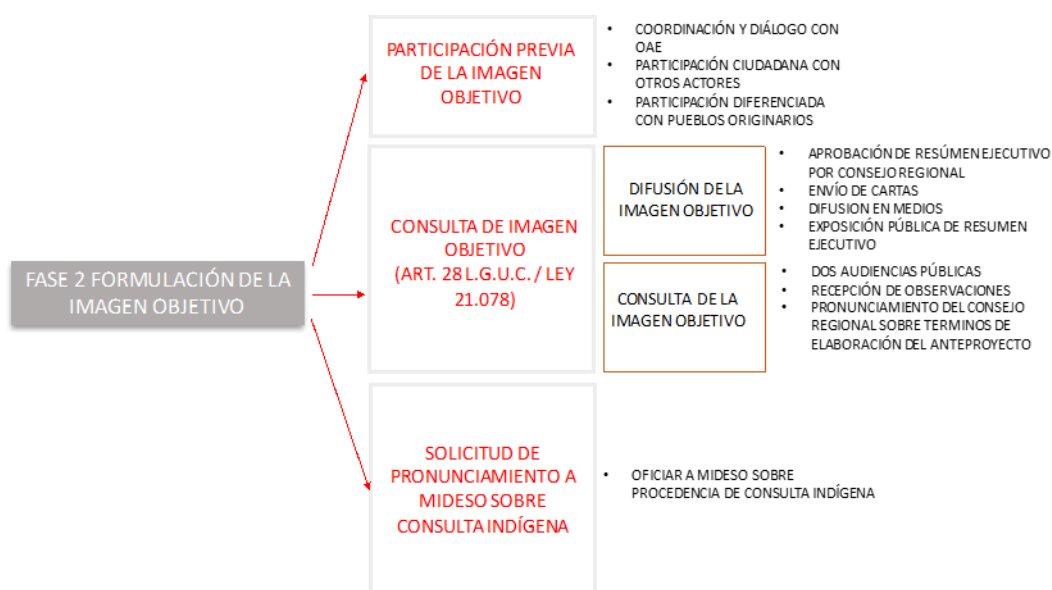 FASE 2 FORMULACIÓN DE LA
IMAGEN OBJETIVO
PARTICIPACIÓN PREVIA
DE LA IMAGEN
OBJETIVO
• COORDINACIÓN Y DIÁLOGO CON
OAE
• PARTICIPACIÓN CIUDADANA CON
OTROS ACTORES
• PARTICIPACIÓN DIFERENCIADA
CON PUEBLOS ORIGINARIOS
CONSULTA DE IMAGEN
OBJETIVO
(ART. 28 L.G.U.C. / LEY
21.078)
DIFUSIÓN DE LA
IMAGEN OBJETIVO
• APROBACIÓN DE RESÚMEN EJECUTIVO
POR CONSEJO REGIONAL
• ENVÍO DE CARTAS
• DIFUSION EN MEDIOS
• EXPOSICIÓN PÚBLICA DE RESUMEN
EJECUTIVO
CONSULTA DE LA
IMAGEN OBJETIVO
• DOS AUDIENCIAS PÚBLICAS
• RECEPCIÓN DE OBSERVACIONES
• PRONUNCIAMIENTO DEL CONSEJO
REGIONAL SOBRE TERMINOS DE
ELABORACIÓN DEL ANTEPROYECTO
SOLICITUD DE
PRONUNCIAMIENTO A
MIDESO SOBRE
CONSULTA INDÍGENA
• OFICIAR A MIDESO SOBRE
PROCEDENCIA DE CONSULTA INDÍGENA